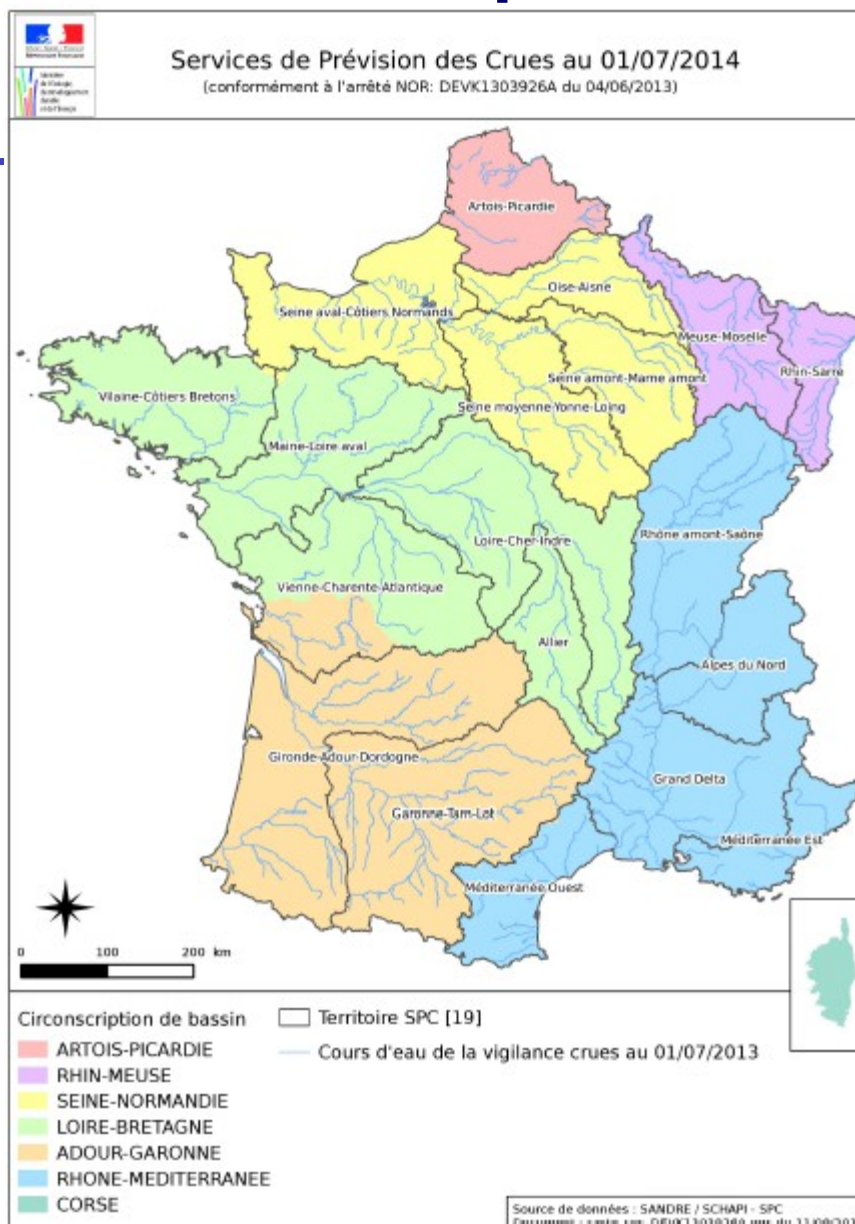 Services de Prévision des Crues au 01/07/2014
(conformément à l'arrêté NOR: DEVK1303926A du 04/06/2013)
Artois-Picardie
Oise-Aisne
Seine aval-Côtiers Normands
Meuse-Moselle
Rhin-Sarre
Seine amont-Marne amont
Vilaine-Côtiers Bretons
Seine moyenne-Yonne-Loing
Maine-Loire aval
Rhône amont-Saône
Loire-Cher-Indre
Vienne-Charente-Atlantique
Allier
Alpes du Nord
Gironde-Adour-Dordogne
Grand Delta
Garonne-Tarn-Lot
Méditerranée Est
Méditerranée Ouest
0 100 200 km
Circonscription de bassin
Territoire SPC [19]
ARTOIS-PICARDIE
Cours d'eau de la vigilance crues au 01/07/2013
RHIN-MEUSE
SEINE-NORMANDIE
LOIRE-BRETAGNE
ADOUR-GARONNE
RHONE-MEDITERRANEE
CORSE
Source de données : SANDRE / SCHAPI - SPC